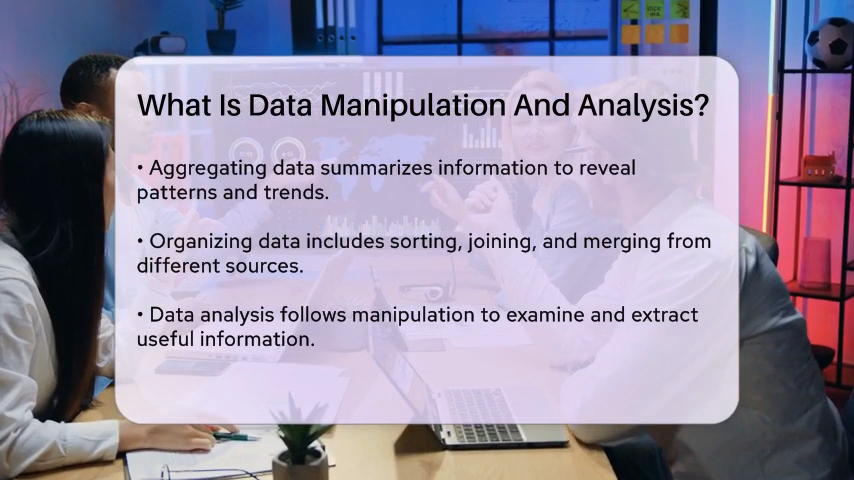 What Is Data Manipulation And Analysis?
• Aggregating data summarizes information to reveal
patterns and trends.
• Organizing data includes sorting, joining, and merging from
different sources.
• Data analysis follows manipulation to examine and extract
useful information.